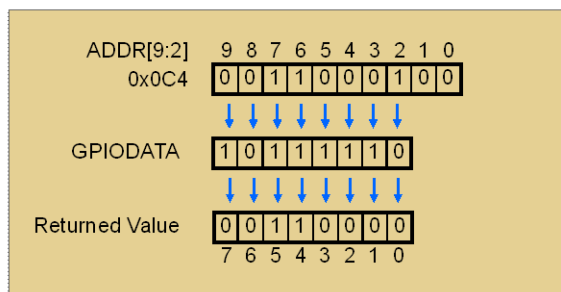 ADDR[9:2] 9 8 7 6 5 4 3 2 1 0
0x0C4 0 0 1 1 0 0 0 1 0 0
GPIODATA 1 0 1 1 1 1 1 0
Returned Value 0 0 1 1 0 0 0 0
7 6 5 4 3 2 1 0